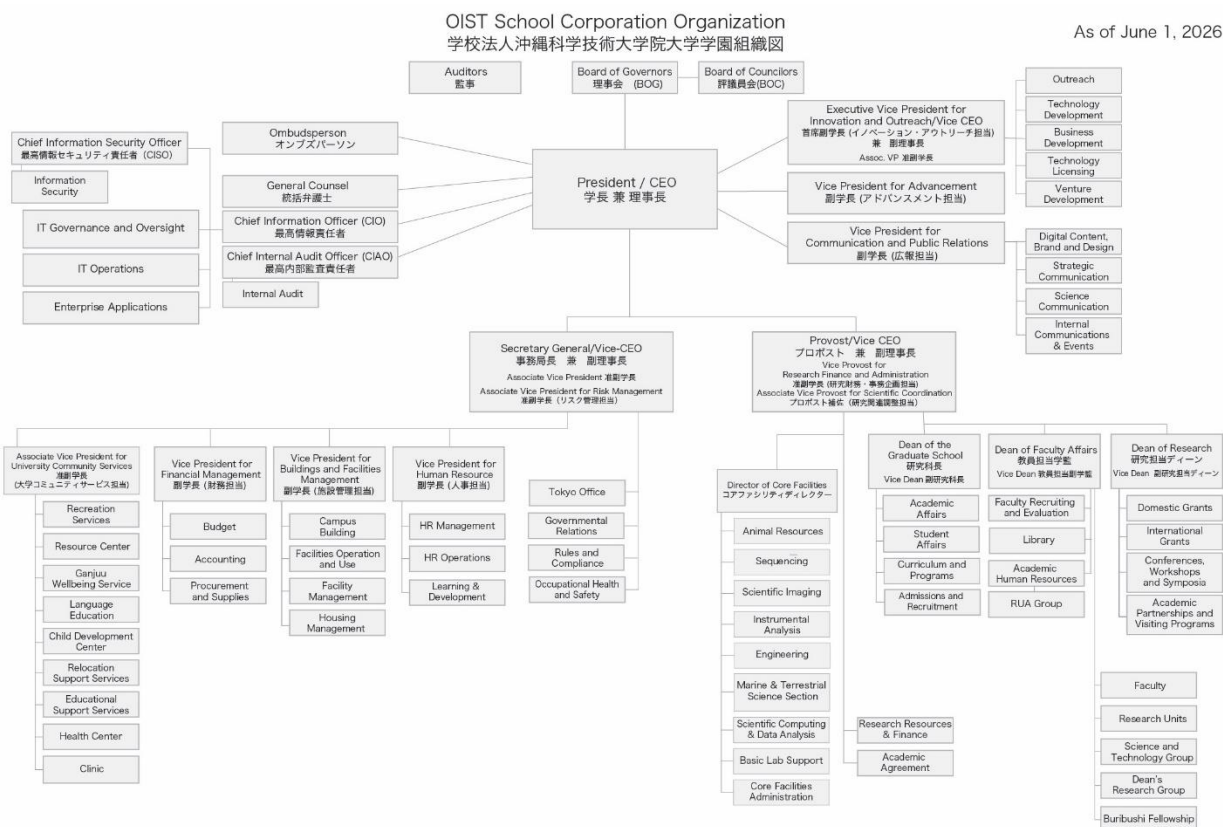 OIST School Corporation Organization
学校法人沖縄科学技術大学院大学学園組織図
As of June 1, 2026
Auditors
監事
Board of Governors
理事会 (BOG)
Board of Councilors
評議員会(BOC)
President / CEO
学長 兼 理事長
Ombudsperson
オンブズパーソン
General Counsel
統括弁護士
Chief Information Officer (CIO)
最高情報責任者
Chief Internal Audit Officer (CIAO)
最高内部監査責任者
Internal Audit
Chief Information Security Officer
最高情報セキュリティ責任者 (CISO)
Information
Security
IT Governance and Oversight
IT Operations
Enterprise Applications
Executive Vice President for
Innovation and Outreach/Vice CEO
首席副学長 (イノベーション・アウトリーチ担当)
兼 副理事長
Assoc. VP 准副学長
Outreach
Technology
Development
Business
Development
Technology
Licensing
Venture
Development
Vice President for Advancement
副学長 (アドバンスメント担当)
Vice President for
Communication and Public Relations
副学長 (広報担当)
Digital Content,
Brand and Design
Strategic
Communication
Science
Communication
Internal
Communications
& Events
Secretary General/Vice-CEO
事務局長 兼 副理事長
Associate Vice President 准副学長
Associate Vice President for Risk Management
准副学長 (リスク管理担当)
Provost/Vice CEO
プロボスト 兼 副理事長
Vice Provost for
Research Finance and Administration
准副学長 (研究財務・事務企画担当)
Associate Vice Provost for Scientific Coordination
プロボスト補佐 (研究関連調整担当)
Associate Vice President for
University Community Services
准副学長
(大学コミュニティサービス担当)
Recreation
Services
Resource Center
Ganjuu
Wellbeing Service
Language
Education
Child Development
Center
Relocation
Support Services
Educational
Support Services
Health Center
Clinic
Vice President for
Financial Management
副学長 (財務担当)
Budget
Accounting
Procurement
and Supplies
Vice President for
Buildings and Facilities
Management
副学長 (施設管理担当)
Campus
Building
Facilities Operation
and Use
Facility
Management
Housing
Management
Vice President for
Human Resource
副学長 (人事担当)
HR Management
HR Operations
Learning &
Development
Tokyo Office
Governmental
Relations
Rules and
Compliance
Occupational Health
and Safety
Director of Core Facilities
コアファシリティディレクター
Animal Resources
Sequencing
Scientific Imaging
Instrumental
Analysis
Engineering
Marine & Terrestrial
Science Section
Scientific Computing
& Data Analysis
Basic Lab Support
Core Facilities
Administration
Research Resources
& Finance
Academic
Agreement
Dean of the
Graduate School
研究科長
Vice Dean 副研究科長
Academic
Affairs
Student
Affairs
Curriculum and
Programs
Admissions and
Recruitment
Dean of Faculty Affairs
教員担当学監
Vice Dean 教員担当副学監
Faculty Recruiting
and Evaluation
Library
Academic
Human Resources
RUA Group
Faculty
Research Units
Science and
Technology Group
Dean's
Research Group
Buribushi Fellowship
Dean of Research
研究担当ディーン
Vice Dean 副研究担当ディーン
Domestic Grants
International
Grants
Conferences,
Workshops
and Symposia
Academic
Partnerships and
Visiting Programs